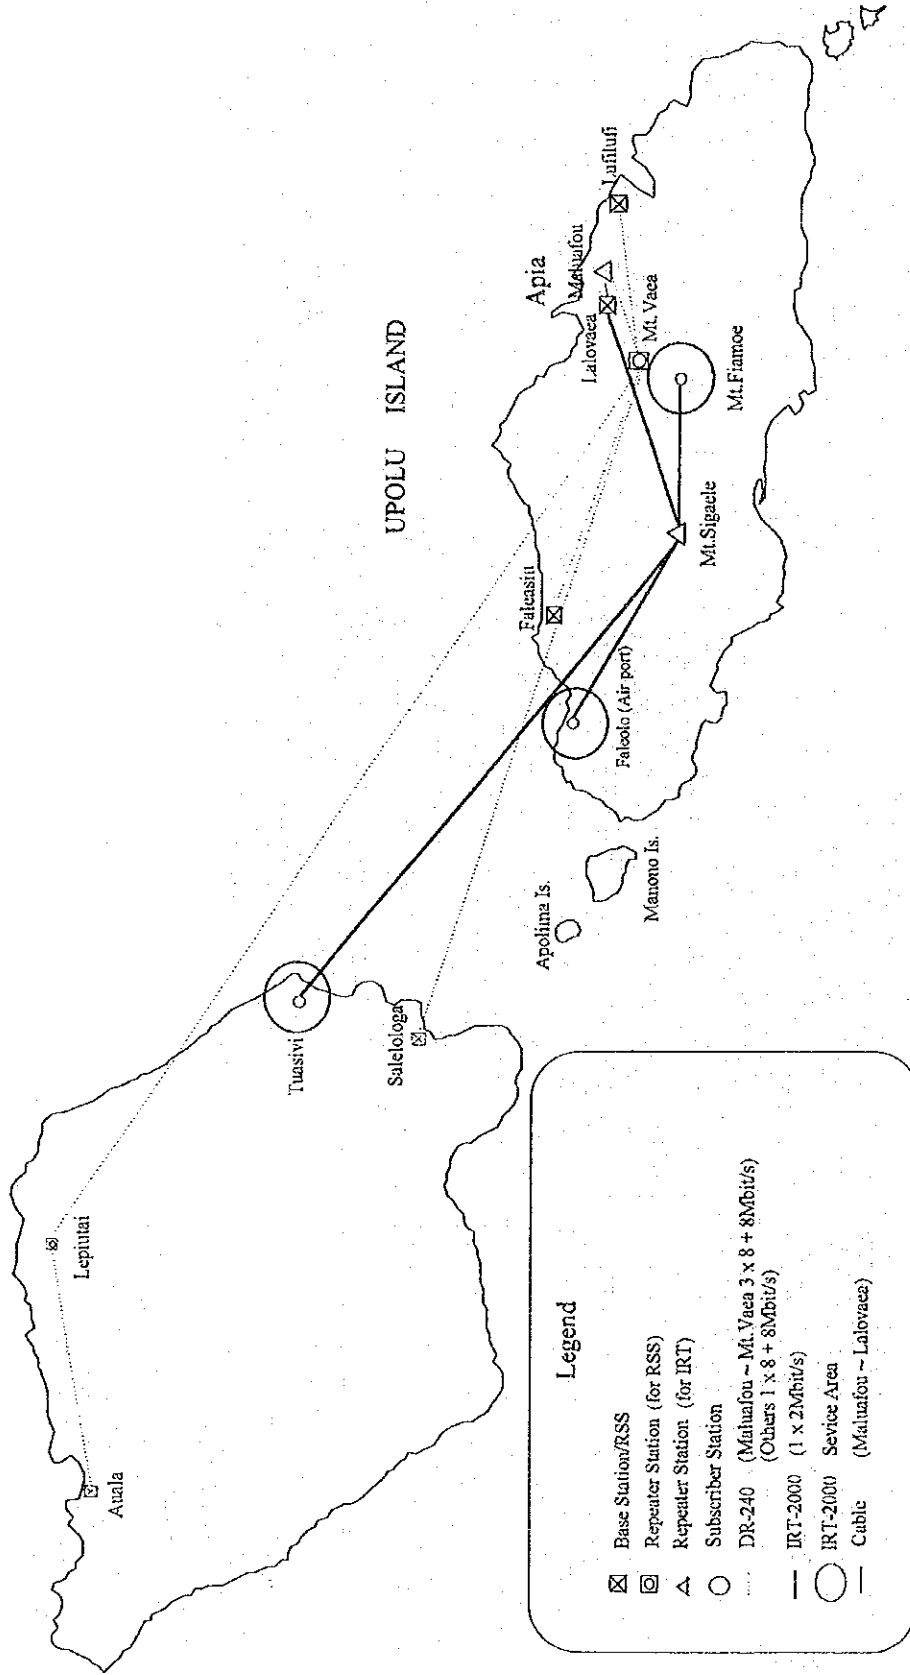 UPOLU ISLAND
Apia
Lufilufi
Maluafou
Lalovaea
Mt. Vaea
Mt.Fiamoe
Mt.Sigaele
Faleasiu
Faleolo (Air port)
Manono Is.
Apolima Is.
Tuasivi
Salelologa
Lepiutai
Auala
Legend
Base Station/RSS
Repeater Station (for RSS)
Repeater Station (for IRT)
Subscriber Station
DR-240 (Maluafou ~ Mt.Vaea 3 x 8 + 8Mbit/s)
(Others 1 x 8 + 8Mbit/s)
IRT-2000 (1 x 2Mbit/s)
IRT-2000 Sevice Area
Cable (Maluafou ~ Lalovaea)